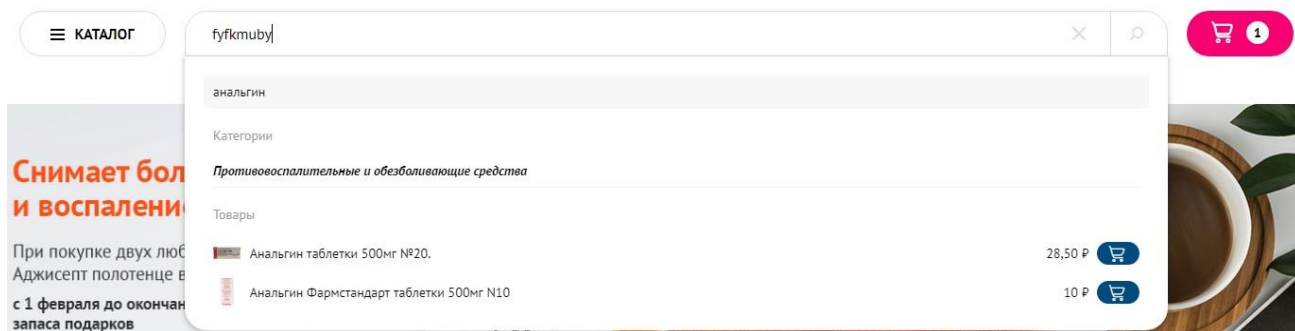 КАТАЛОГ
fyfkmuby
1
анальгин
Категории
Противовоспалительные и обезболивающие средства
Товары
Анальгин таблетки 500мг №20.
28,50 ₽
Анальгин Фармстандарт таблетки 500мг N10
10 ₽
Снимает бол
и воспалени
При покупке двух люб
Аджисепт полотенце в
с 1 февраля до окончан
запаса подарков